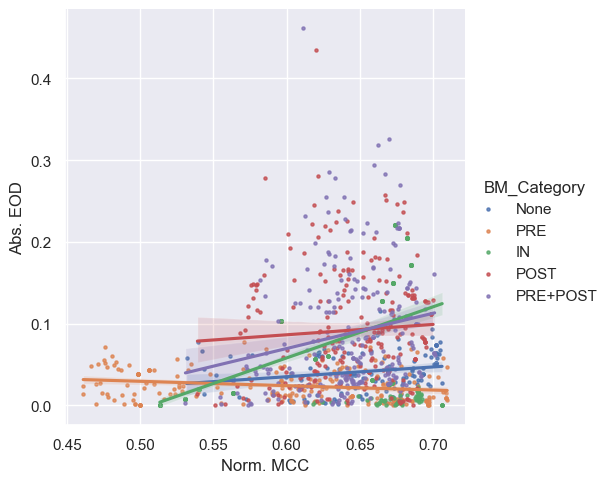 0.4
0.3
0.2
0.1
0.0
Abs. EOD
0.45 0.50 0.55 0.60 0.65 0.70
Norm. MCC
BM_Category
None
PRE
IN
POST
PRE+POST